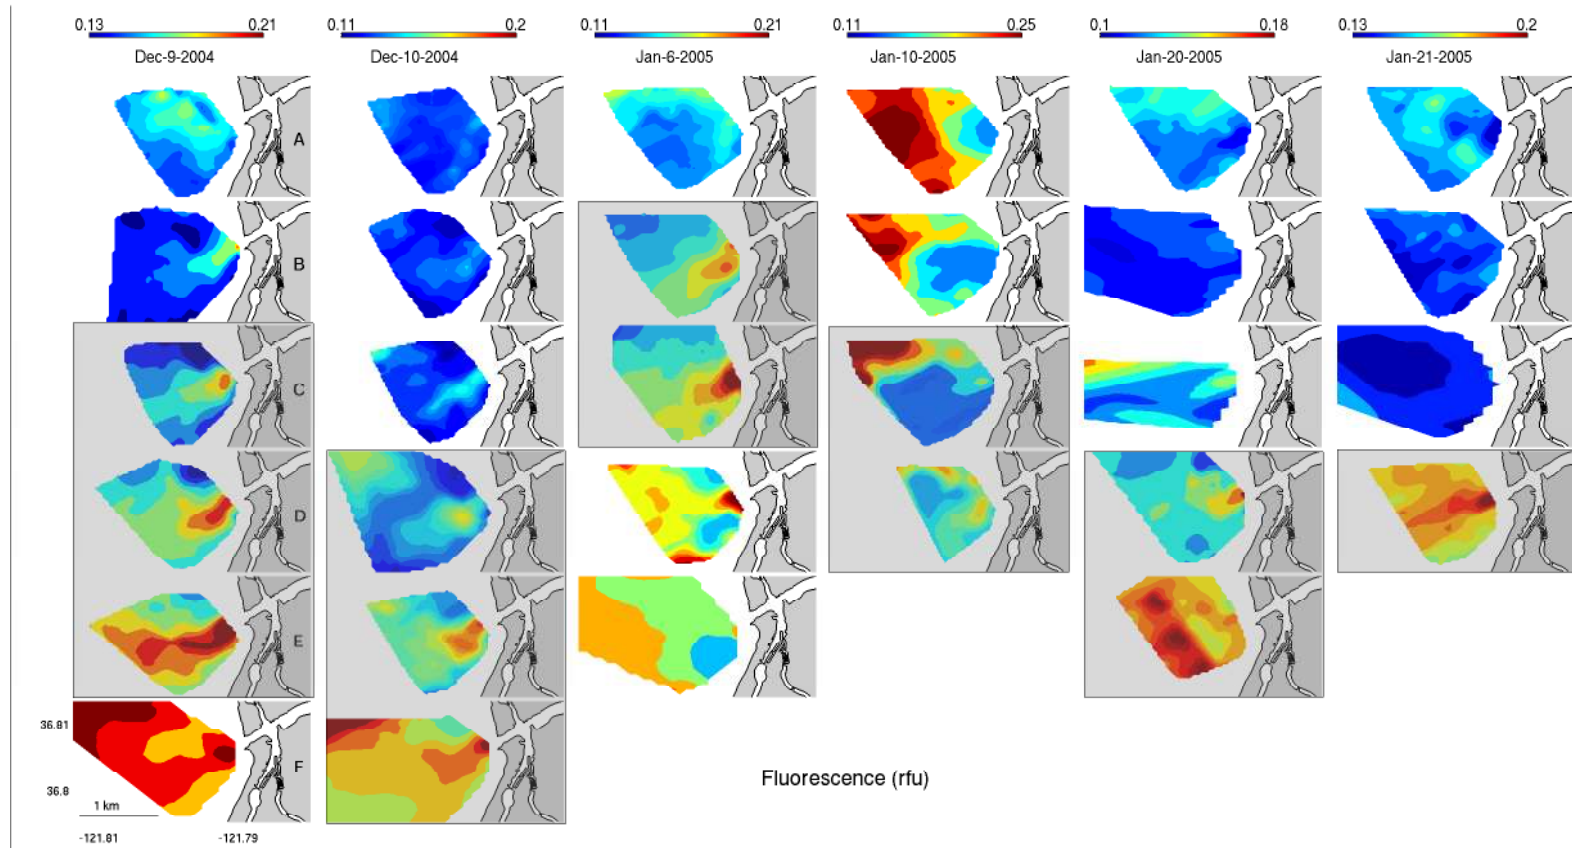 0.13 0.21 0.11 0.2 0.11 0.21 0.11 0.25 0.1 0.18 0.13 0.2
Dec-9-2004 Dec-10-2004 Jan-6-2005 Jan-10-2005 Jan-20-2005 Jan-21-2005
A
B
C
D
E
36.81
F
Fluorescence (rfu)
36.8
1 km
-121.81 -121.79